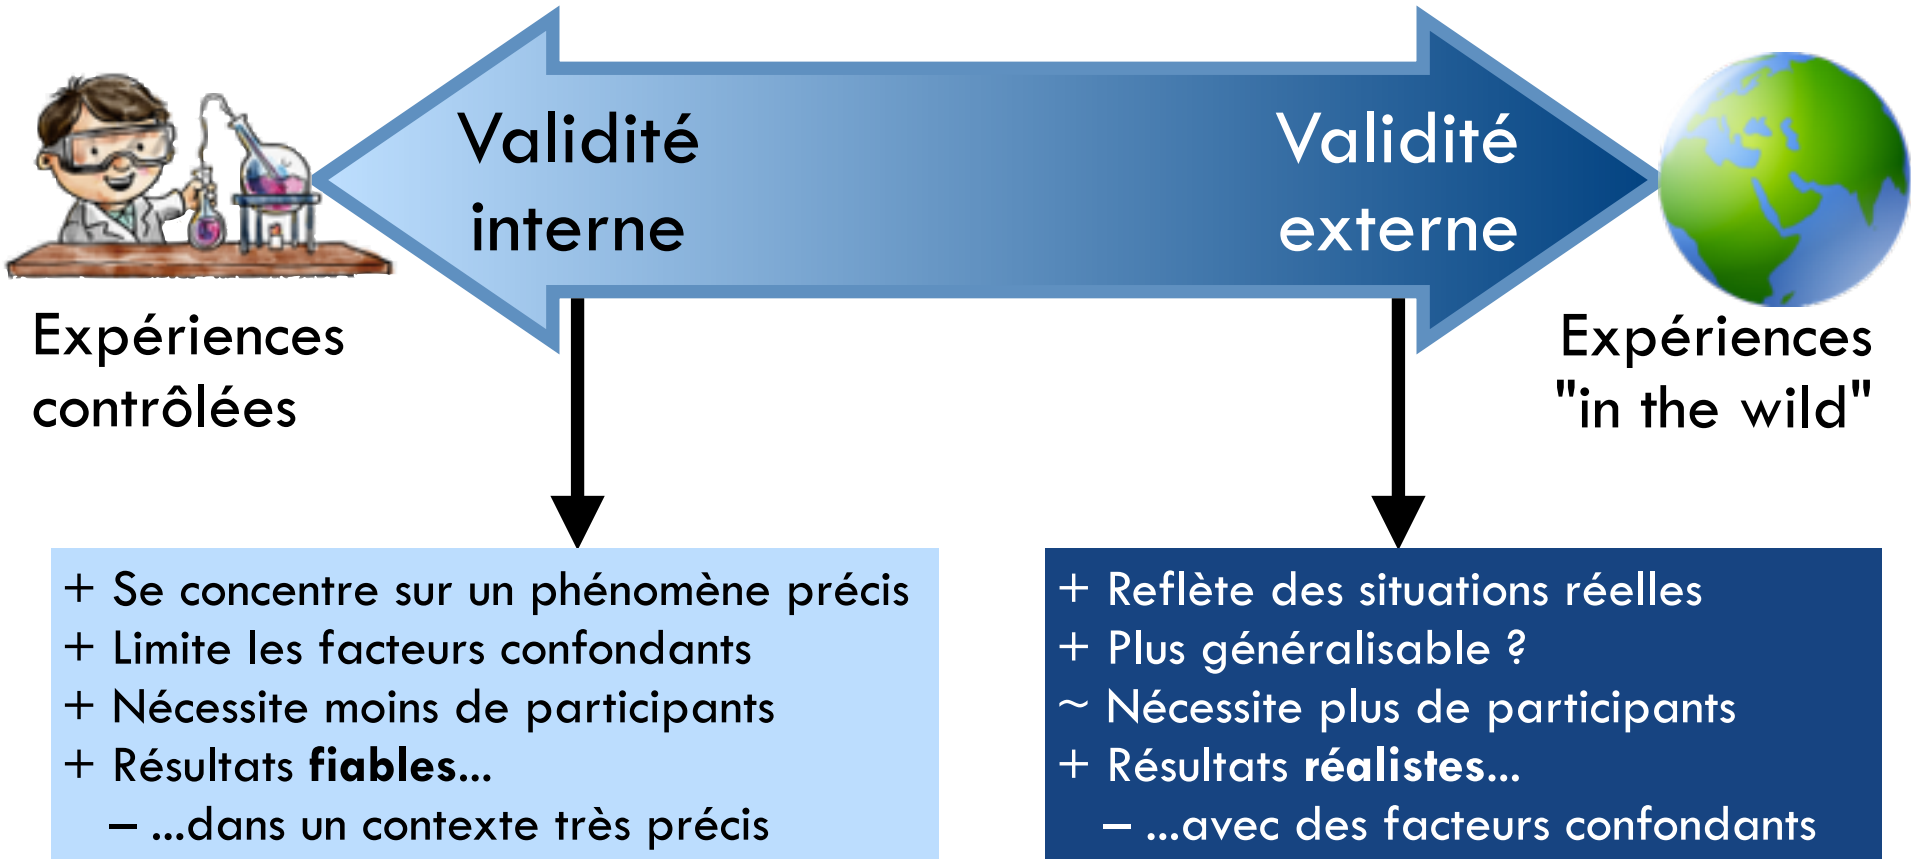 Validité
interne
Validité
externe
Expériences
contrôlées
Expériences
"in the wild"
+ Se concentre sur un phénomène précis
+ Limite les facteurs confondants
+ Nécessite moins de participants
+ Résultats fiables...
– ...dans un contexte très précis
+ Reflète des situations réelles
+ Plus généralisable ?
~ Nécessite plus de participants
+ Résultats réalistes...
– ...avec des facteurs confondants